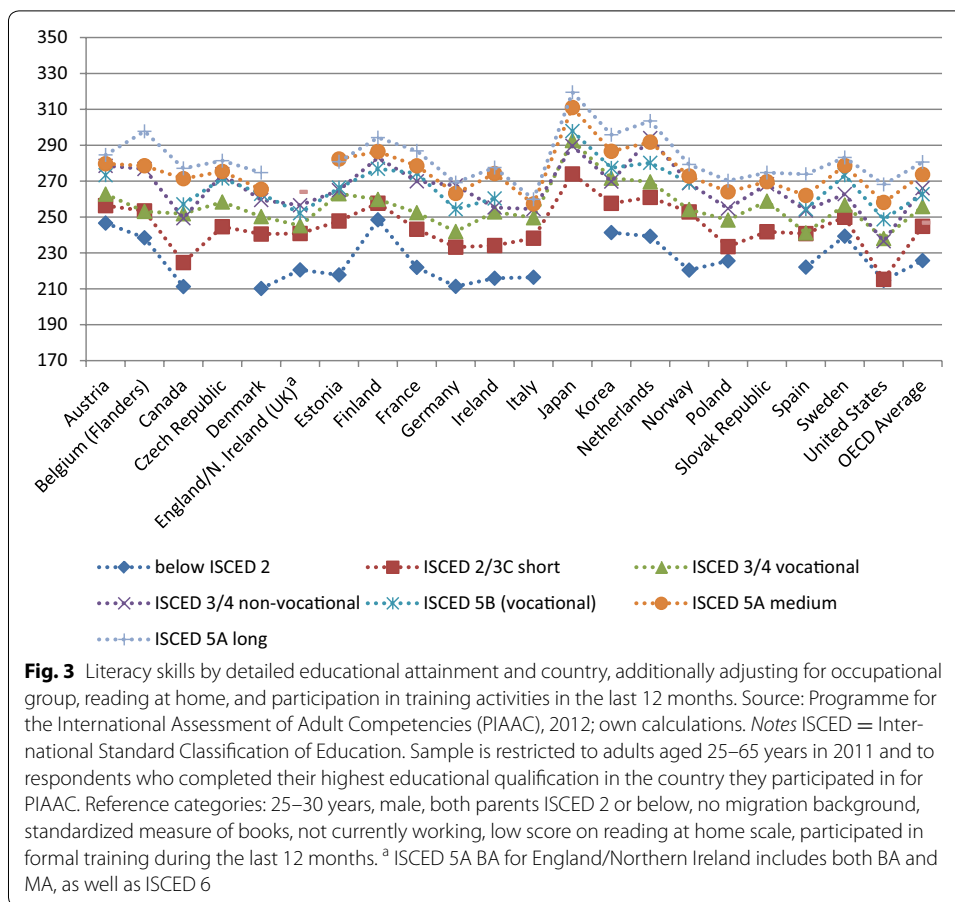 350
330
310
290
270
250
230
210
190
170
Austria
Belgium (Flanders)
Canada
Czech Republic
Denmark
England/N. Ireland (UK)ᵃ
Estonia
Finland
France
Germany
Ireland
Italy
Japan
Korea
Netherlands
Norway
Poland
Slovak Republic
Spain
Sweden
United States
OECD Average
below ISCED 2 ISCED 2/3C short ISCED 3/4 vocational
ISCED 3/4 non-vocational ISCED 5B (vocational) ISCED 5A medium
ISCED 5A long
Fig. 3 Literacy skills by detailed educational attainment and country, additionally adjusting for occupational
group, reading at home, and participation in training activities in the last 12 months. Source: Programme for
the International Assessment of Adult Competencies (PIAAC), 2012; own calculations. Notes ISCED = Inter-
national Standard Classification of Education. Sample is restricted to adults aged 25–65 years in 2011 and to
respondents who completed their highest educational qualification in the country they participated in for
PIAAC. Reference categories: 25–30 years, male, both parents ISCED 2 or below, no migration background,
standardized measure of books, not currently working, low score on reading at home scale, participated in
formal training during the last 12 months. ᵃ ISCED 5A BA for England/Northern Ireland includes both BA and
MA, as well as ISCED 6